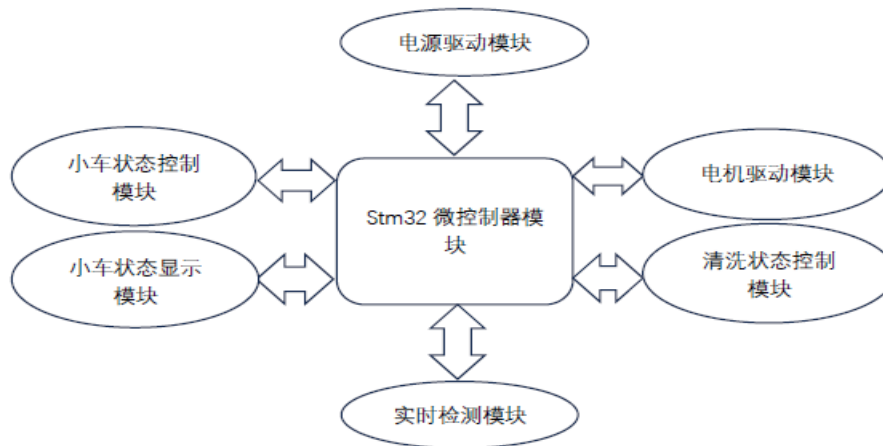 电源驱动模块
小车状态控制
模块
电机驱动模块
Stm32 微控制器模
块
小车状态显示
模块
清洗状态控制
模块
实时检测模块